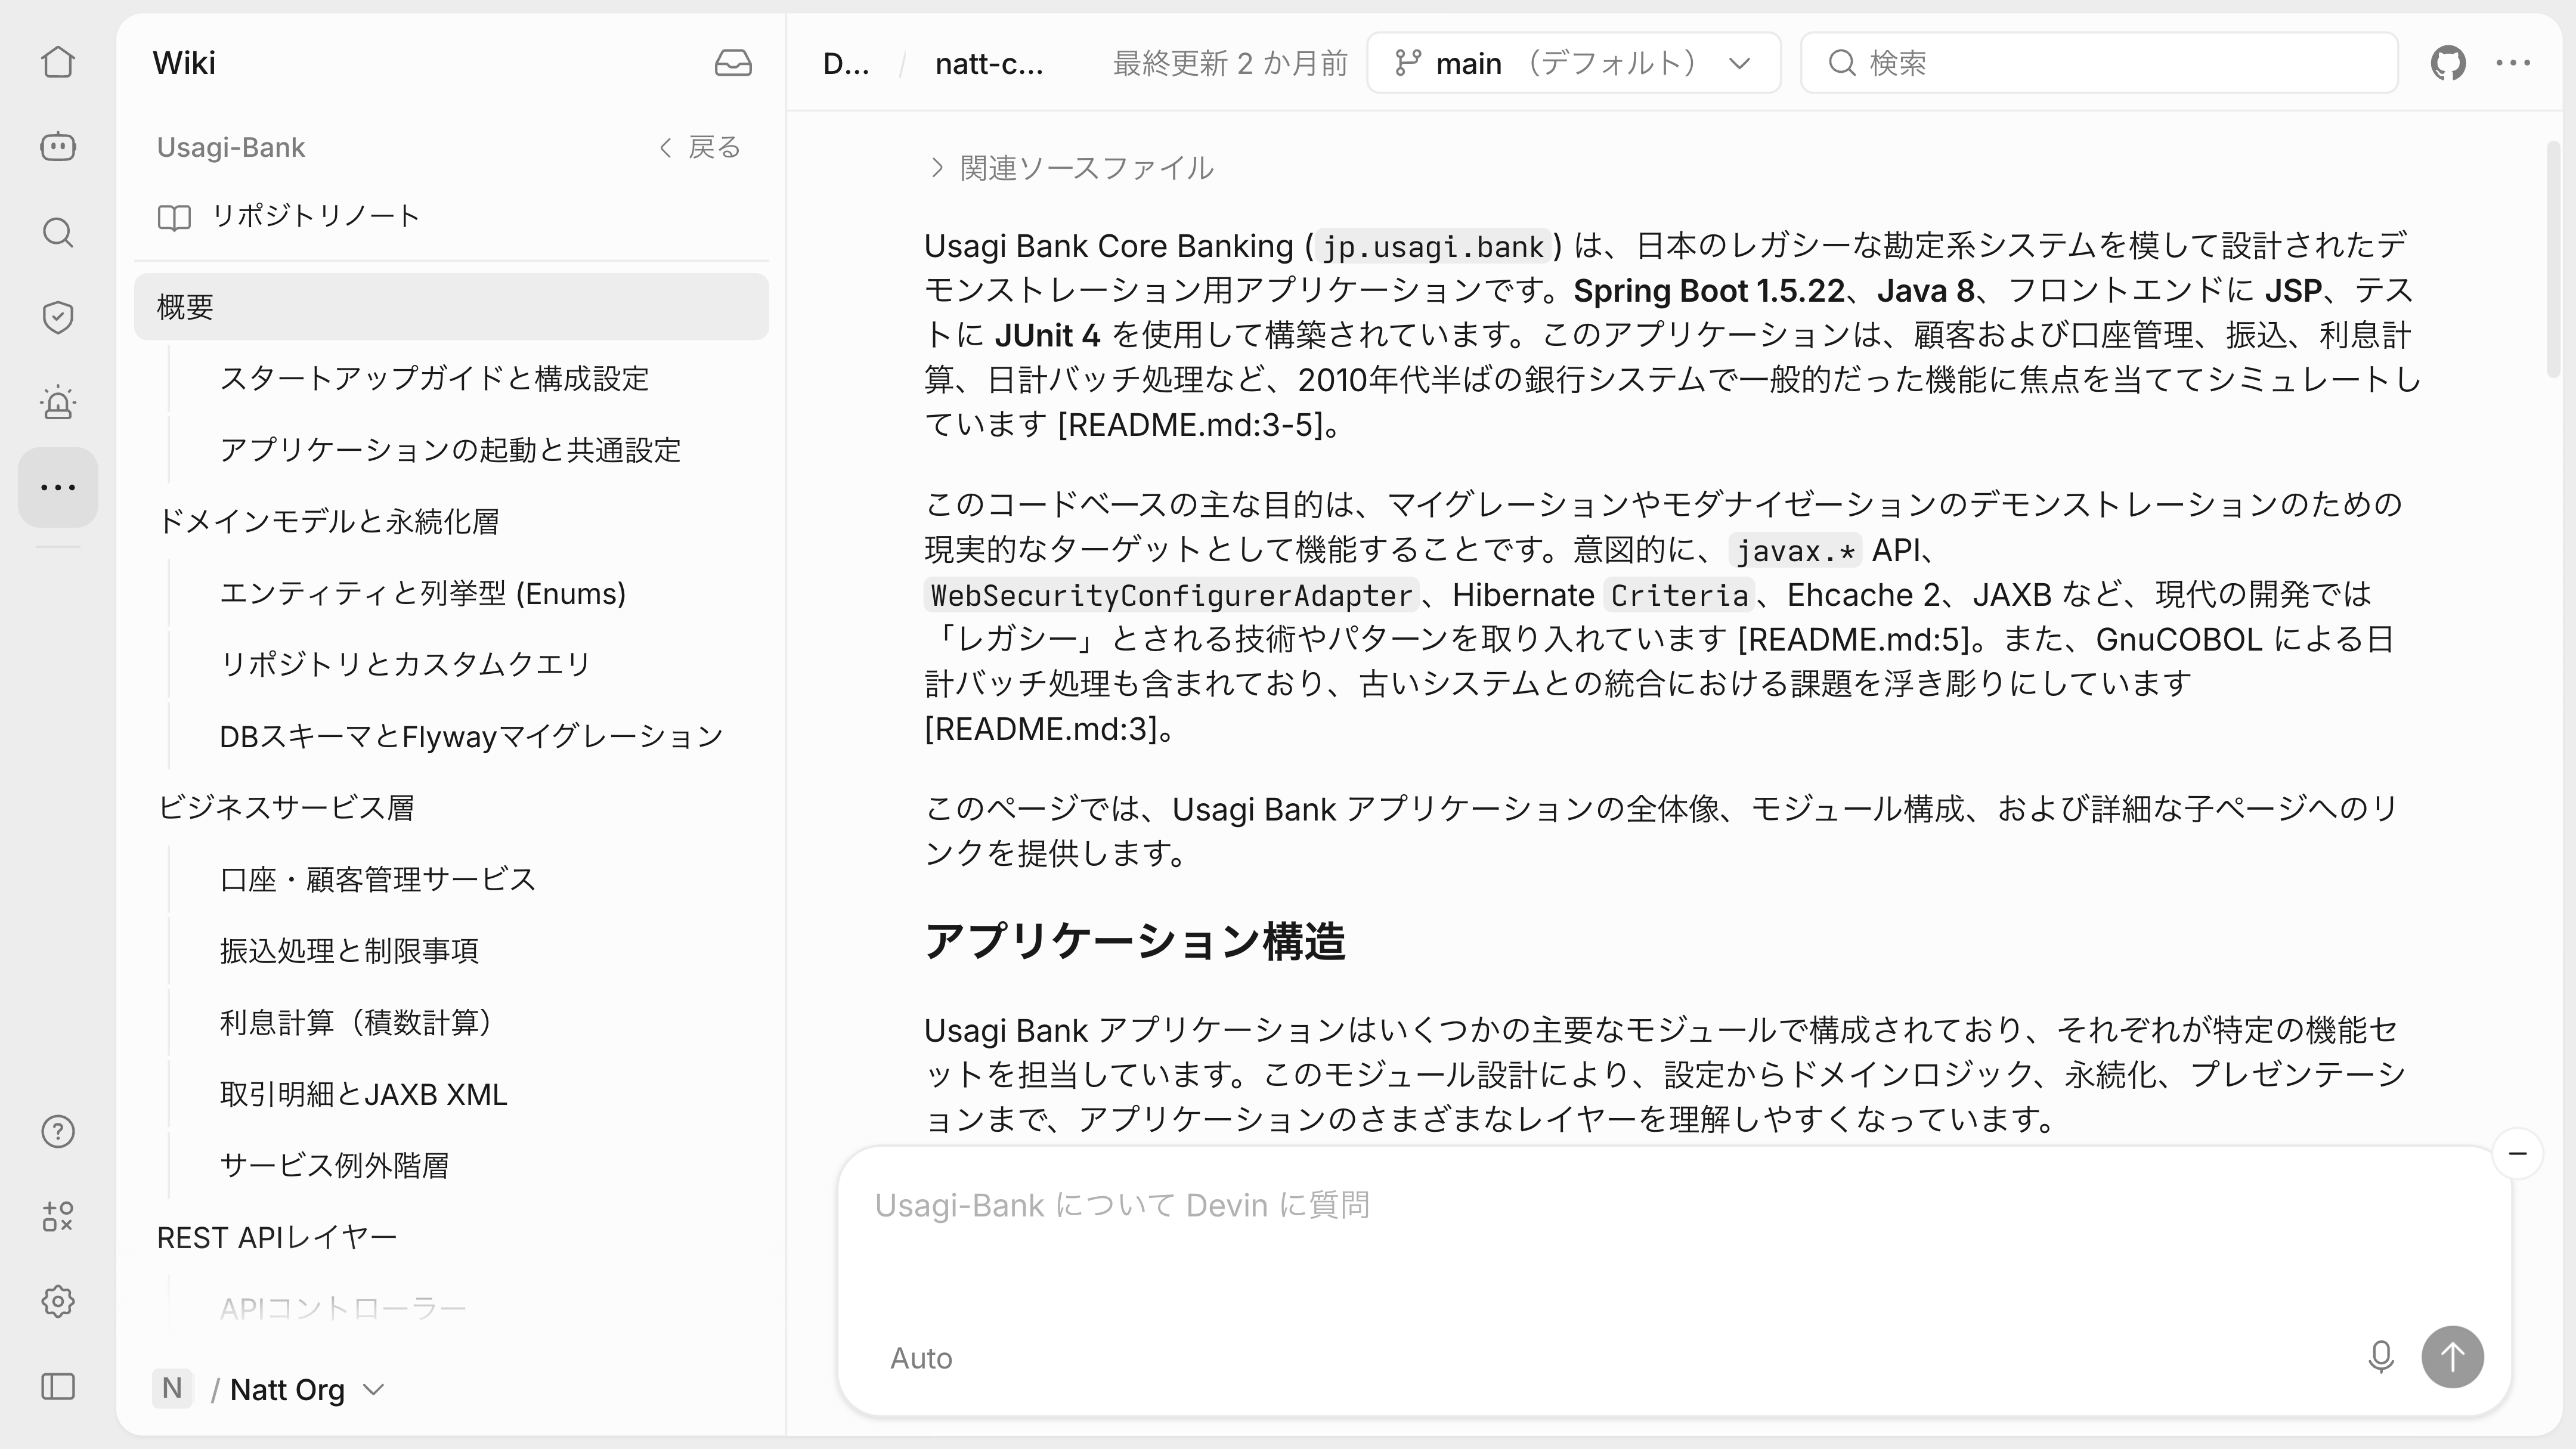 Wiki
Usagi-Bank
戻る
リポジトリノート
概要
スタートアップガイドと構成設定
アプリケーションの起動と共通設定
ドメインモデルと永続化層
エンティティと列挙型 (Enums)
リポジトリとカスタムクエリ
DBスキーマとFlywayマイグレーション
ビジネスサービス層
口座・顧客管理サービス
振込処理と制限事項
利息計算（積数計算）
取引明細とJAXB XML
サービス例外階層
REST APIレイヤー
APIコントローラー
N / Natt Org
D... / natt-c... 最終更新 2 か月前 main （デフォルト） 検索
関連ソースファイル
Usagi Bank Core Banking (jp.usagi.bank) は、日本のレガシーな勘定系システムを模して設計されたデ
モンストレーション用アプリケーションです。Spring Boot 1.5.22、Java 8、フロントエンドに JSP、テス
トに JUnit 4 を使用して構築されています。このアプリケーションは、顧客および口座管理、振込、利息計
算、日計バッチ処理など、2010年代半ばの銀行システムで一般的だった機能に焦点を当ててシミュレートし
ています [README.md:3-5]。
このコードベースの主な目的は、マイグレーションやモダナイゼーションのデモンストレーションのための
現実的なターゲットとして機能することです。意図的に、javax.* API、
WebSecurityConfigurerAdapter、Hibernate Criteria、Ehcache 2、JAXB など、現代の開発では
「レガシー」とされる技術やパターンを取り入れています [README.md:5]。また、GnuCOBOL による日
計バッチ処理も含まれており、古いシステムとの統合における課題を浮き彫りにしています
[README.md:3]。
このページでは、Usagi Bank アプリケーションの全体像、モジュール構成、および詳細な子ページへのリ
ンクを提供します。
アプリケーション構造
Usagi Bank アプリケーションはいくつかの主要なモジュールで構成されており、それぞれが特定の機能セ
ットを担当しています。このモジュール設計により、設定からドメインロジック、永続化、プレゼンテーシ
ョンまで、アプリケーションのさまざまなレイヤーを理解しやすくなっています。
Usagi-Bank について Devin に質問
Auto